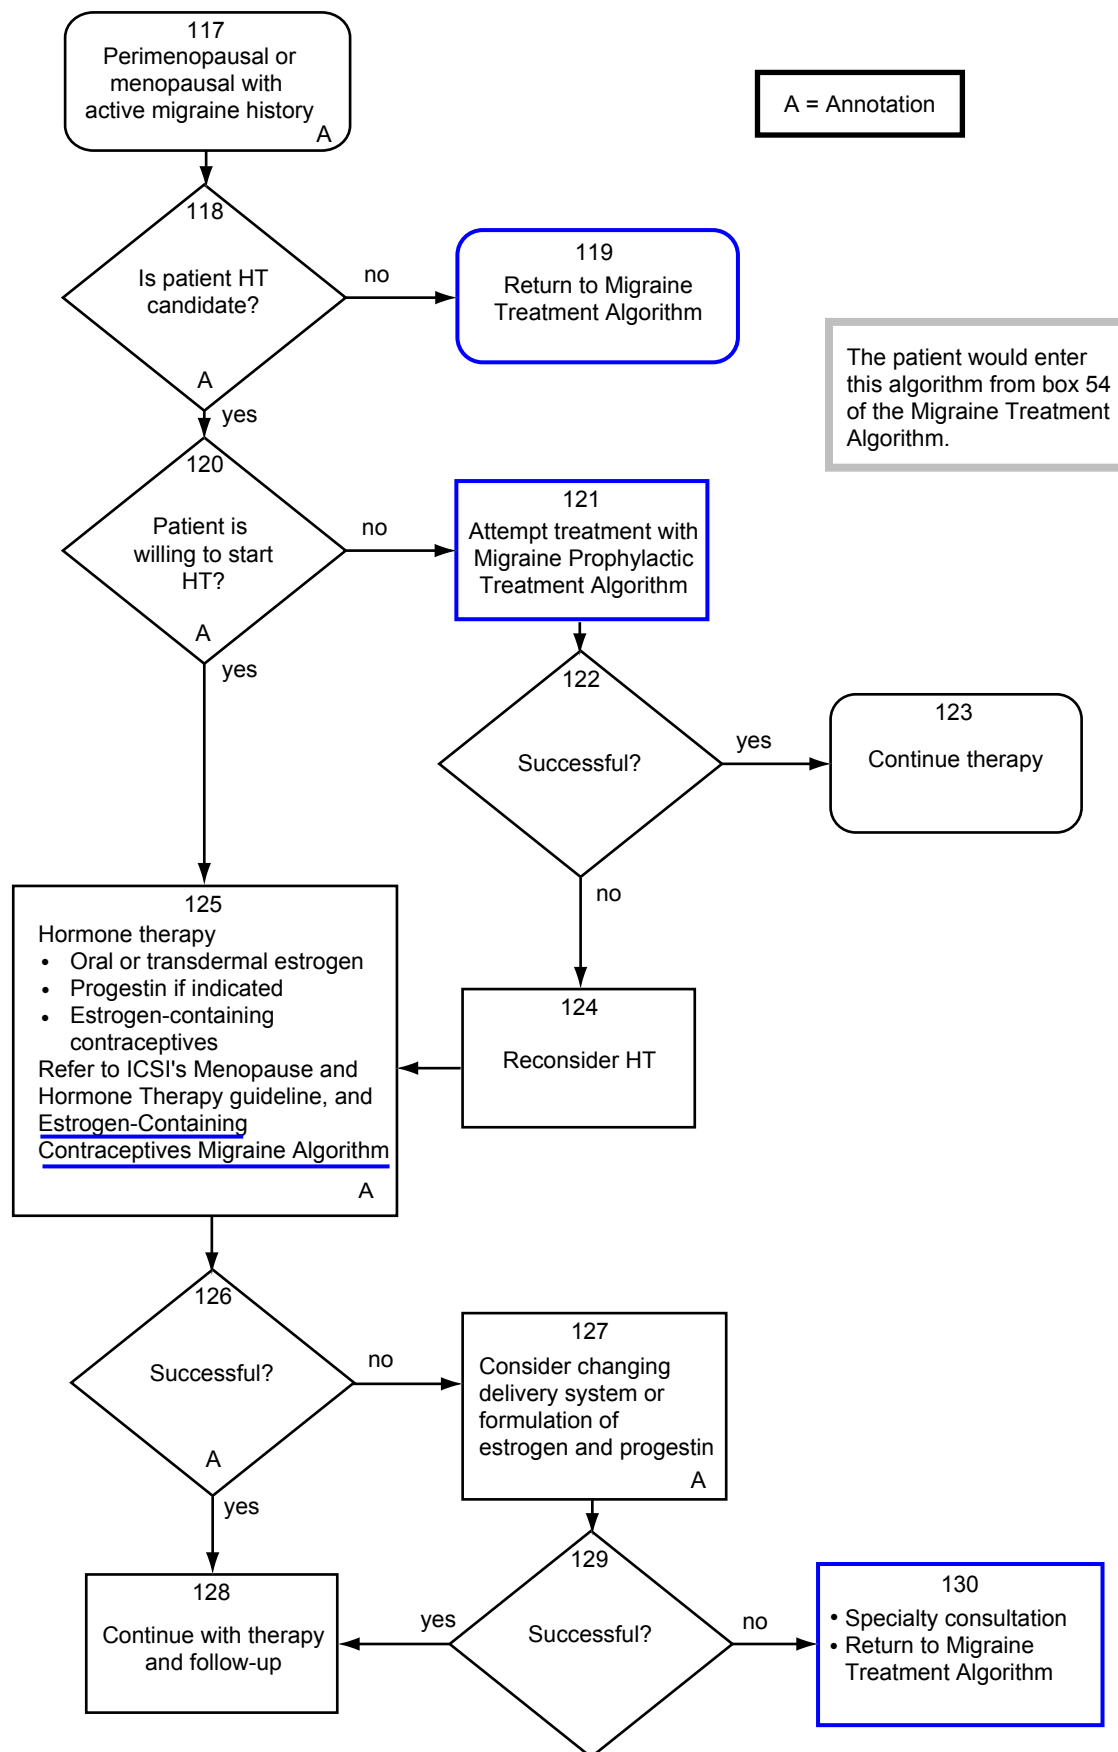 117
Perimenopausal or
menopausal with
active migraine history
A
A = Annotation
118
Is patient HT
candidate?
A
no
yes
119
Return to Migraine
Treatment Algorithm
The patient would enter
this algorithm from box 54
of the Migraine Treatment
Algorithm.
120
Patient is
willing to start
HT?
A
no
yes
121
Attempt treatment with
Migraine Prophylactic
Treatment Algorithm
122
Successful?
yes
no
123
Continue therapy
124
Reconsider HT
125
Hormone therapy
• Oral or transdermal estrogen
• Progestin if indicated
• Estrogen-containing
contraceptives
Refer to ICSI's Menopause and
Hormone Therapy guideline, and
Estrogen-Containing
Contraceptives Migraine Algorithm
A
126
Successful?
A
no
yes
127
Consider changing
delivery system or
formulation of
estrogen and progestin
A
128
Continue with therapy
and follow-up
129
Successful?
yes
no
130
• Specialty consultation
• Return to Migraine
Treatment Algorithm